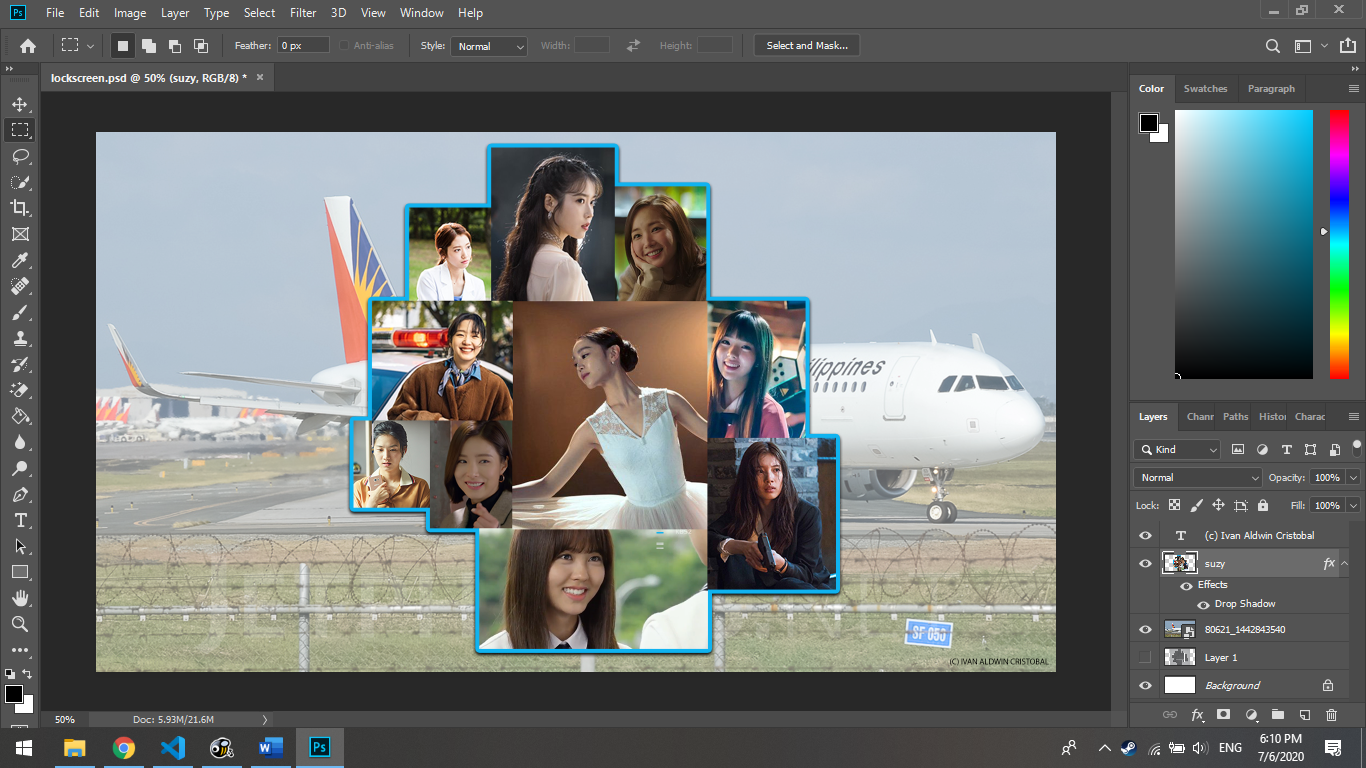 Ps File Edit Image Layer Type Select Filter 3D View Window Help
Feather: 0 px Anti-alias Style: Normal Width: Height: Select and Mask...
lockscreen.psd @ 50% (suzy, RGB/8) * ×
Color Swatches Paragraph
ilippines
SF 050
(C) IVAN ALDWIN CRISTOBAL
Layers Chann Paths Histor Charac
Kind
Normal Opacity: 100%
Lock: Fill: 100%
T (c) Ivan Aldwin Cristobal
suzy fx
Effects
Drop Shadow
80621_1442843540
Layer 1
Background
fx
50% Doc: 5.93M/21.6M
W Ps ENG
6:10 PM
7/6/2020